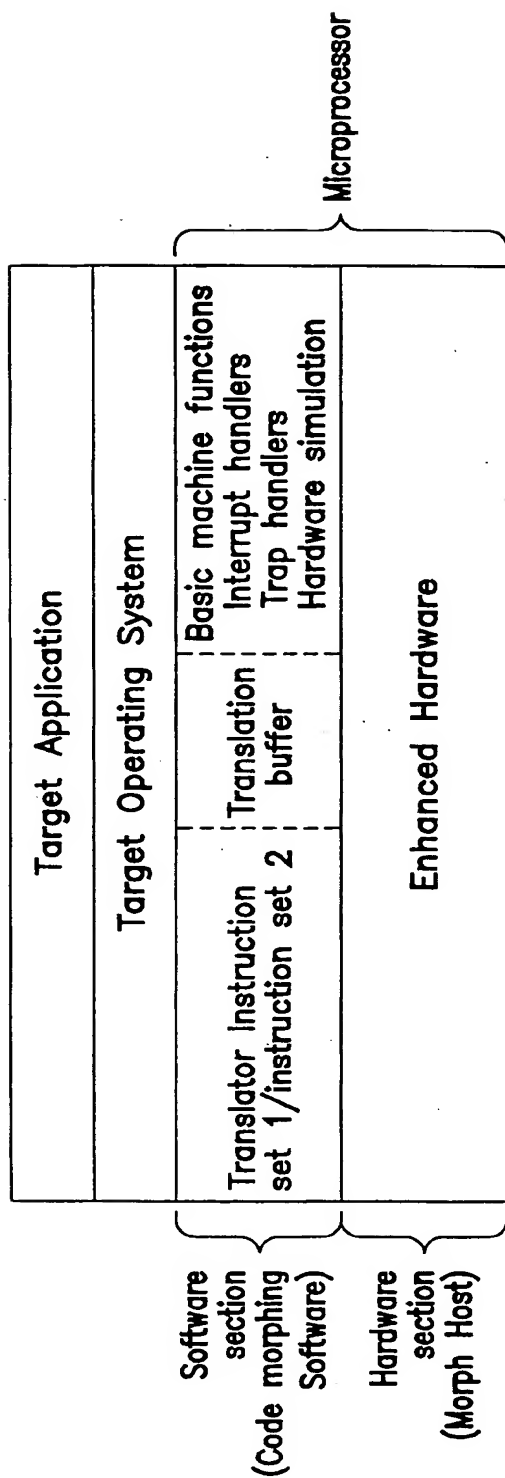 Target Application
Target Operating System
Software
section
(Code morphing
Software)
Translator Instruction
set 1/instruction set 2
Translation
buffer
Basic machine functions
Interrupt handlers
Trap handlers
Hardware simulation
Microprocessor
Hardware
section
(Morph Host)
Enhanced Hardware